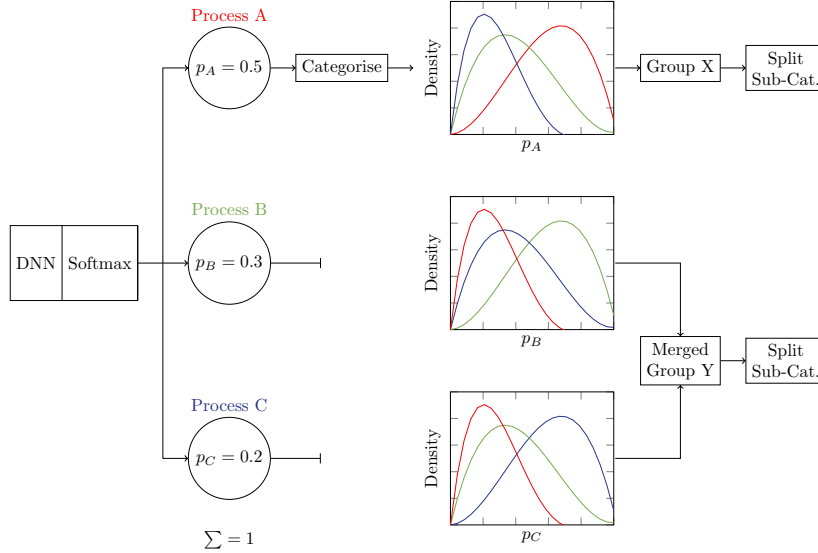 Process A
p_A = 0.5
Categorise
Density
p_A
Group X
Split
Sub-Cat.
DNN
Softmax
Process B
p_B = 0.3
Density
p_B
Merged
Group Y
Split
Sub-Cat.
Process C
p_C = 0.2
Density
p_C
∑ = 1